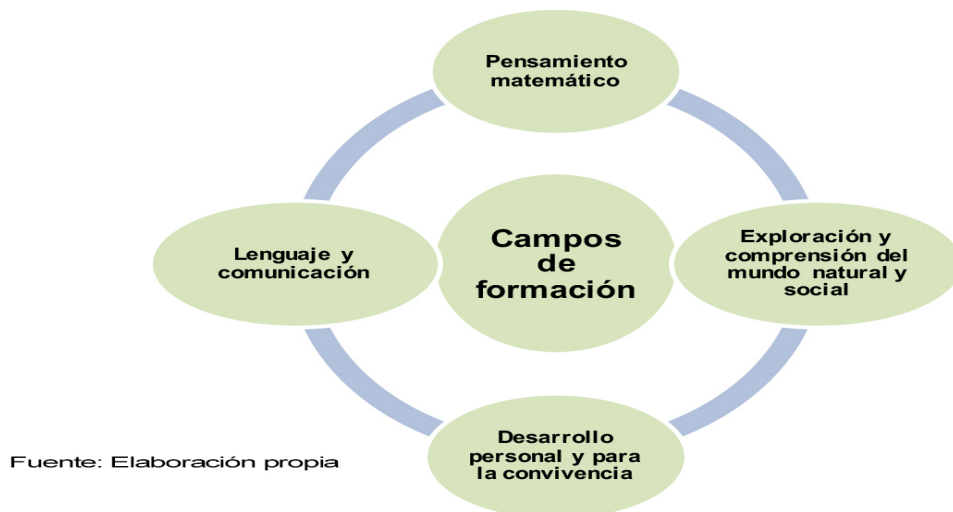 Pensamiento
matemático
Lenguaje y
comunicación
Campos
de
formación
Exploración y
comprensión del
mundo natural y
social
Desarrollo
personal y para
la convivencia
Fuente: Elaboración propia